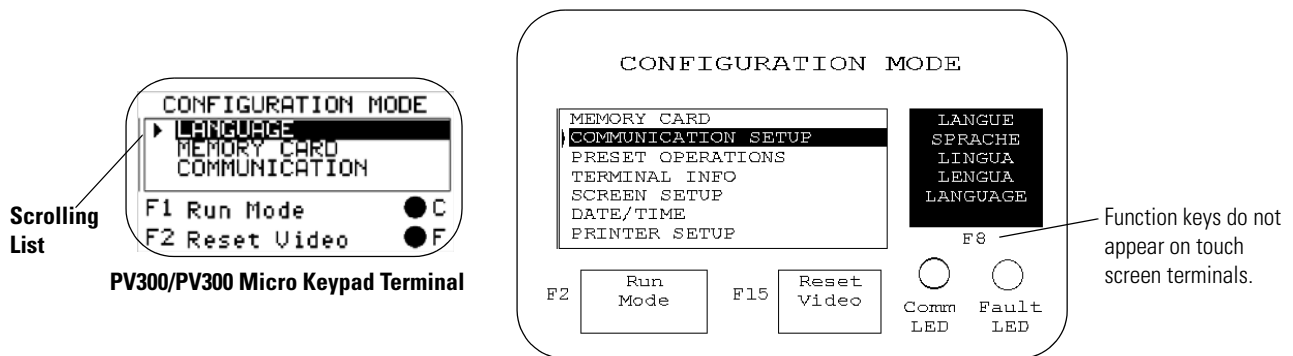 CONFIGURATION MODE
LANGUAGE
MEMORY CARD
COMMUNICATION
F1 Run Mode C
F2 Reset Video F
Scrolling
List
PV300/PV300 Micro Keypad Terminal
CONFIGURATION MODE
MEMORY CARD
COMMUNICATION SETUP
PRESET OPERATIONS
TERMINAL INFO
SCREEN SETUP
DATE/TIME
PRINTER SETUP
LANGUE
SPRACHE
LINGUA
LENGUA
LANGUAGE
F8
F2
Run
Mode
F15
Reset
Video
Comm
LED
Fault
LED
Function keys do not
appear on touch
screen terminals.